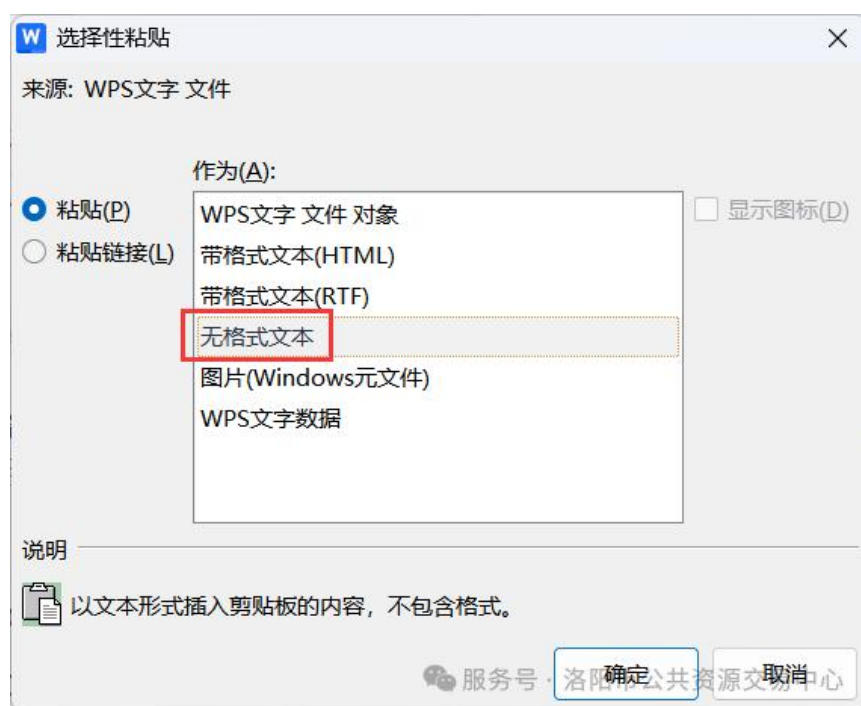 选择性粘贴
来源: WPS文字 文件
作为(A):
粘贴(P)
粘贴链接(L)
WPS文字 文件 对象
带格式文本(HTML)
带格式文本(RTF)
无格式文本
图片(Windows元文件)
WPS文字数据
显示图标(D)
说明
以文本形式插入剪贴板的内容，不包含格式。
确定
取消
服务号 · 洛阳市公共资源交易中心